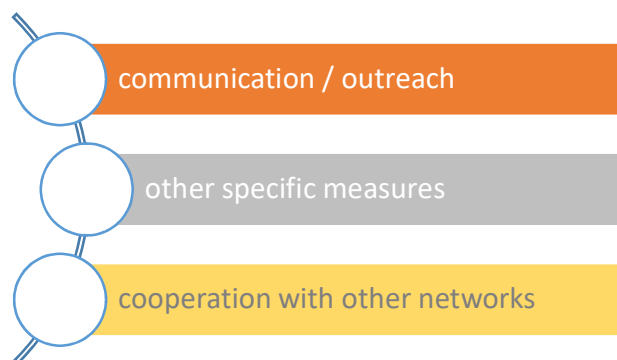 communication / outreach
other specific measures
cooperation with other networks